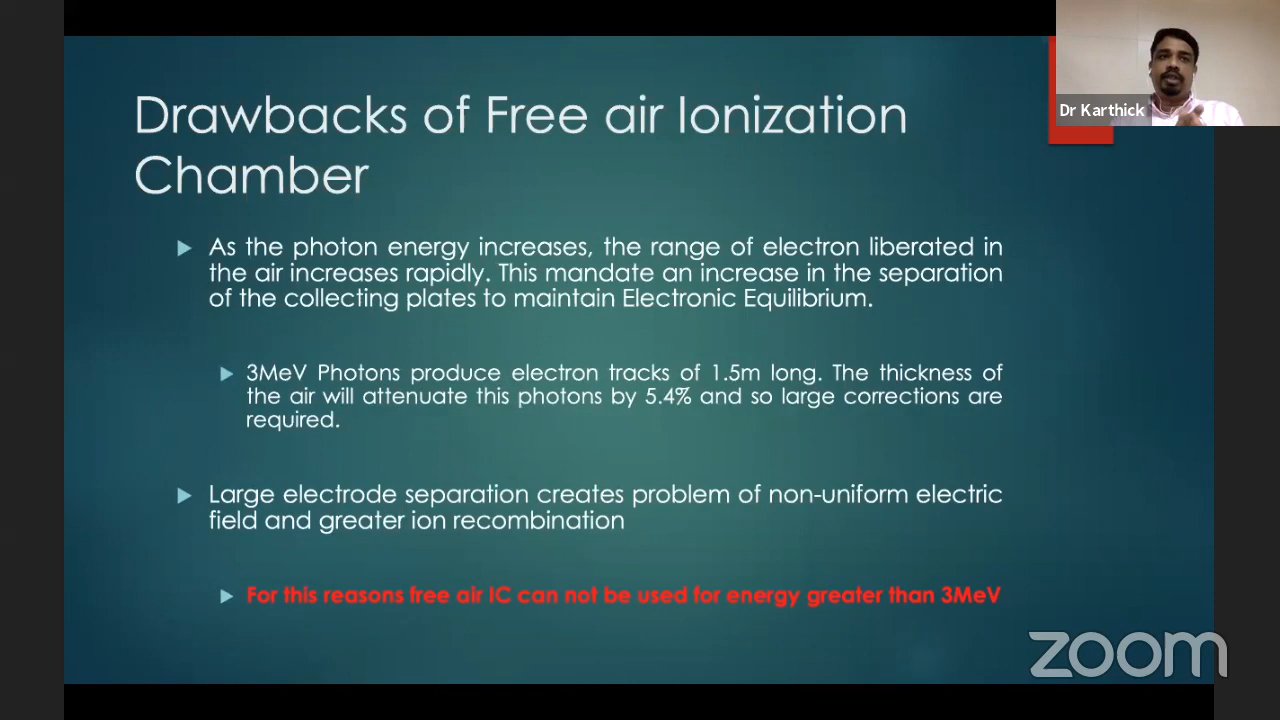 Drawbacks of Free air Ionization
Chamber
As the photon energy increases, the range of electron liberated in
the air increases rapidly. This mandate an increase in the separation
of the collecting plates to maintain Electronic Equilibrium.
3MeV Photons produce electron tracks of 1.5m long. The thickness of
the air will attenuate this photons by 5.4% and so large corrections are
required.
Large electrode separation creates problem of non-uniform electric
field and greater ion recombination
For this reasons free air IC can not be used for energy greater than 3MeV
Dr Karthick
zoom